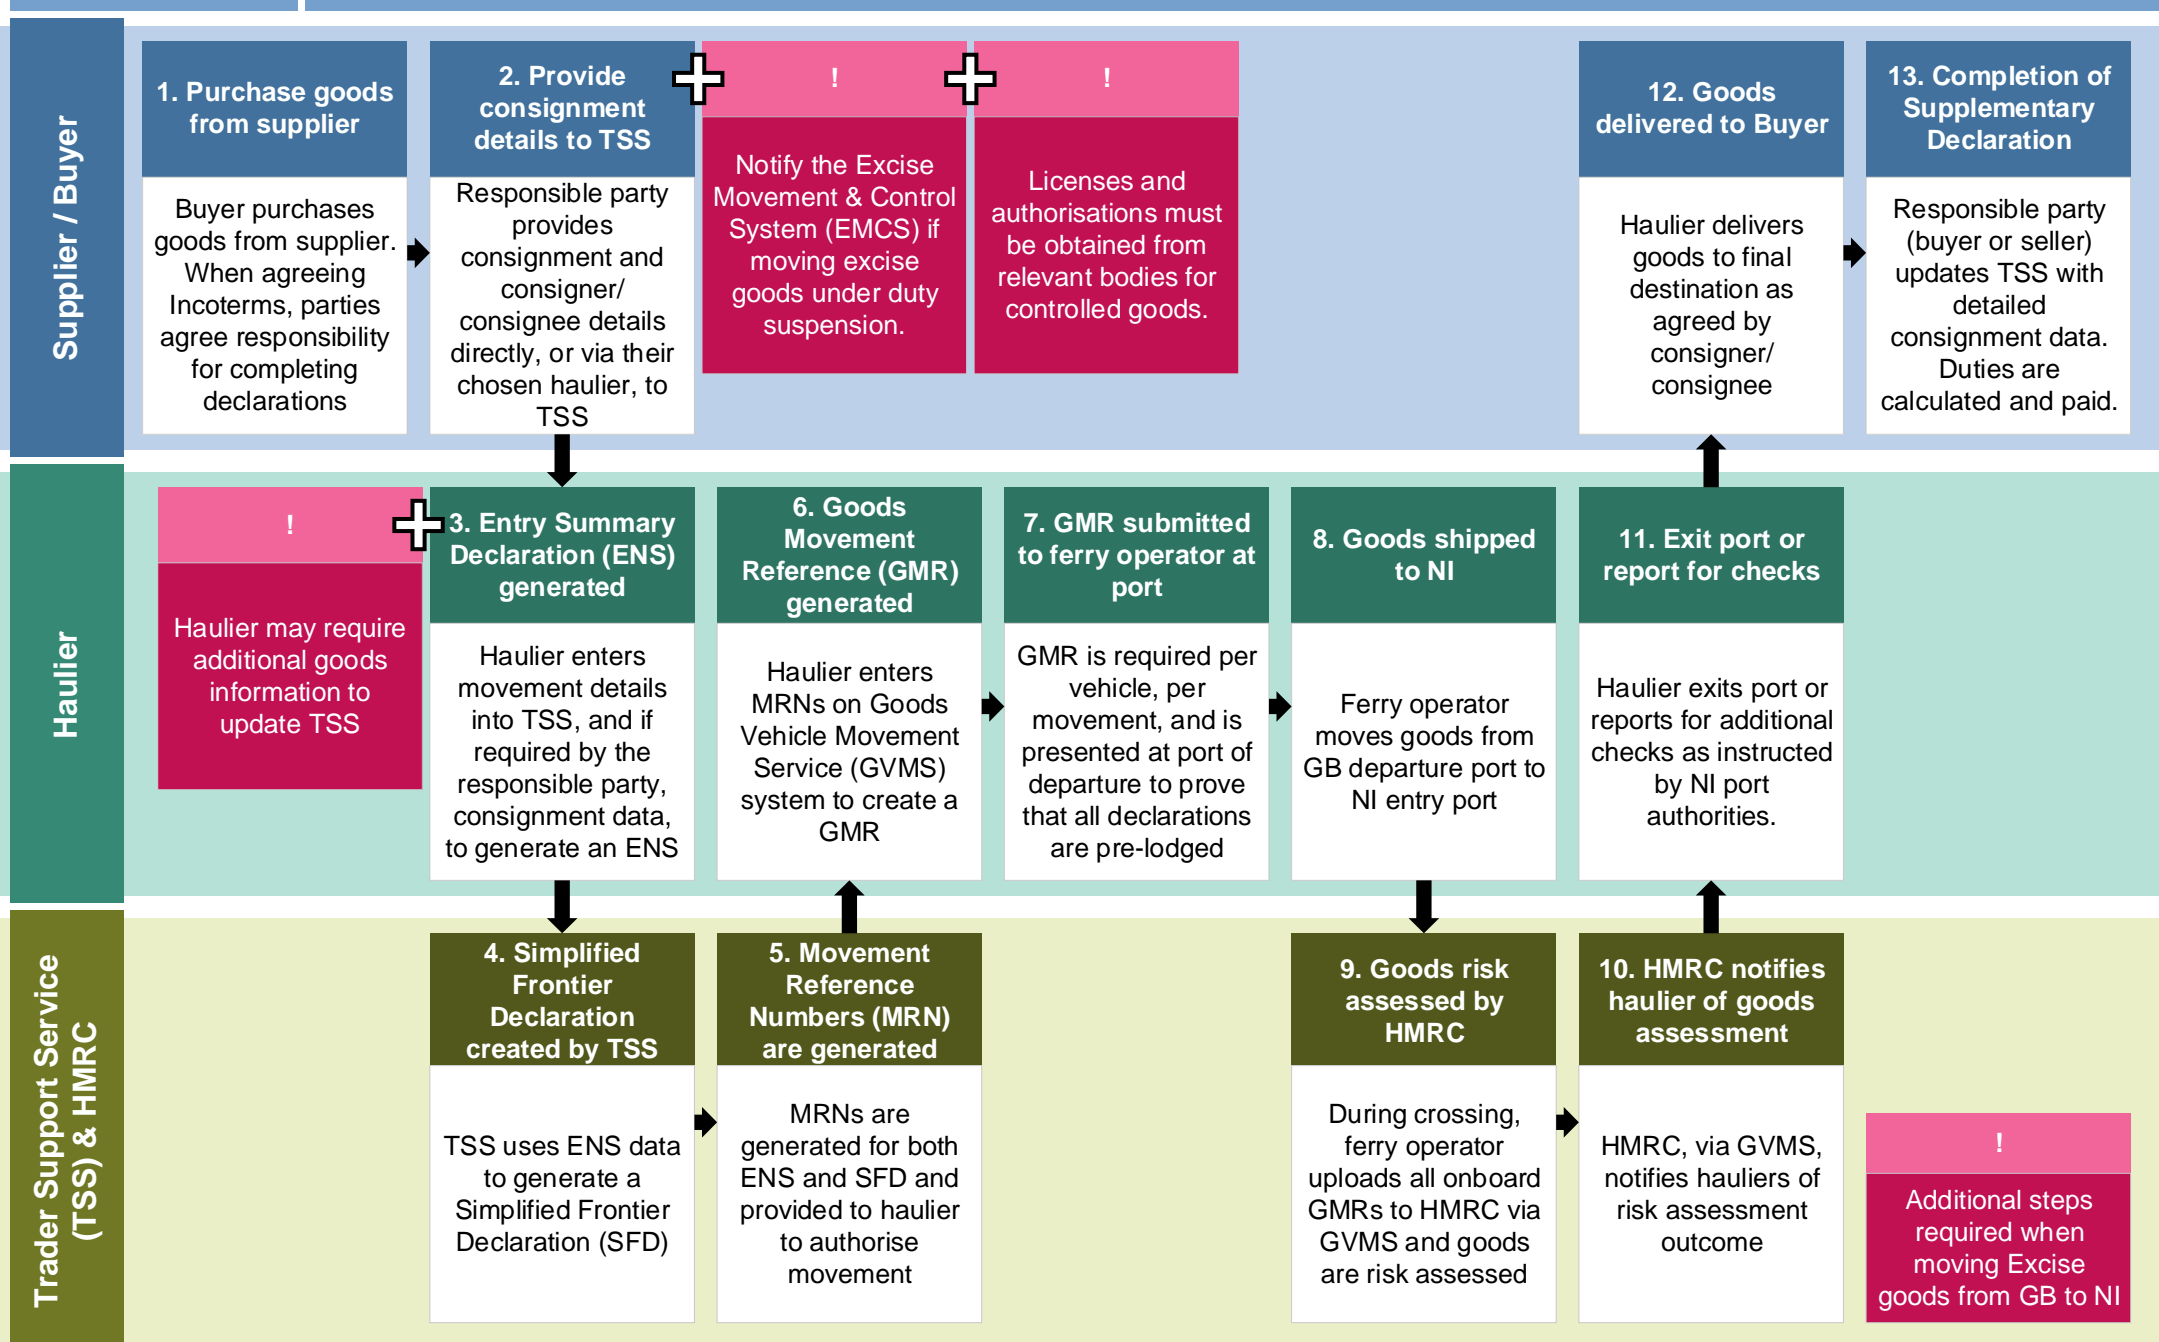 Supplier / Buyer
1. Purchase goods
from supplier
Buyer purchases
goods from supplier.
When agreeing
Incoterms, parties
agree responsibility
for completing
declarations
2. Provide
consignment
details to TSS
Responsible party
provides
consignment and
consigner/
consignee details
directly, or via their
chosen haulier, to
TSS
!
Notify the Excise
Movement & Control
System (EMCS) if
moving excise
goods under duty
suspension.
!
Licenses and
authorisations must
be obtained from
relevant bodies for
controlled goods.
12. Goods
delivered to Buyer
Haulier delivers
goods to final
destination as
agreed by
consigner/
consignee
13. Completion of
Supplementary
Declaration
Responsible party
(buyer or seller)
updates TSS with
detailed
consignment data.
Duties are
calculated and paid.
Haulier
!
Haulier may require
additional goods
information to
update TSS
3. Entry Summary
Declaration (ENS)
generated
Haulier enters
movement details
into TSS, and if
required by the
responsible party,
consignment data,
to generate an ENS
6. Goods
Movement
Reference (GMR)
generated
Haulier enters
MRNs on Goods
Vehicle Movement
Service (GVMS)
system to create a
GMR
7. GMR submitted
to ferry operator at
port
GMR is required per
vehicle, per
movement, and is
presented at port of
departure to prove
that all declarations
are pre-lodged
8. Goods shipped
to NI
Ferry operator
moves goods from
GB departure port to
NI entry port
11. Exit port or
report for checks
Haulier exits port or
reports for additional
checks as instructed
by NI port
authorities.
Trader Support Service
(TSS) & HMRC
4. Simplified
Frontier
Declaration
created by TSS
TSS uses ENS data
to generate a
Simplified Frontier
Declaration (SFD)
5. Movement
Reference
Numbers (MRN)
are generated
MRNs are
generated for both
ENS and SFD and
provided to haulier
to authorise
movement
9. Goods risk
assessed by
HMRC
During crossing,
ferry operator
uploads all onboard
GMRs to HMRC via
GVMS and goods
are risk assessed
10. HMRC notifies
haulier of goods
assessment
HMRC, via GVMS,
notifies hauliers of
risk assessment
outcome
!
Additional steps
required when
moving Excise
goods from GB to NI